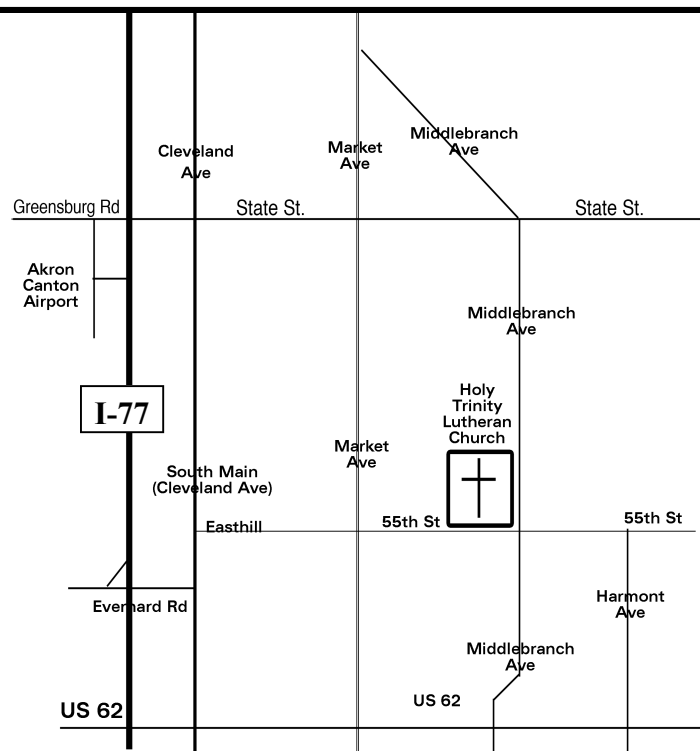 Middlebranch
Ave
Cleveland
Ave
Market
Ave
Greensburg Rd
State St.
State St.
Akron
Canton
Airport
Middlebranch
Ave
Holy
Trinity
Lutheran
Church
I-77
Market
Ave
South Main
(Cleveland Ave)
Easthill
55th St
55th St
Everhard Rd
Harmont
Ave
Middlebranch
Ave
US 62
US 62